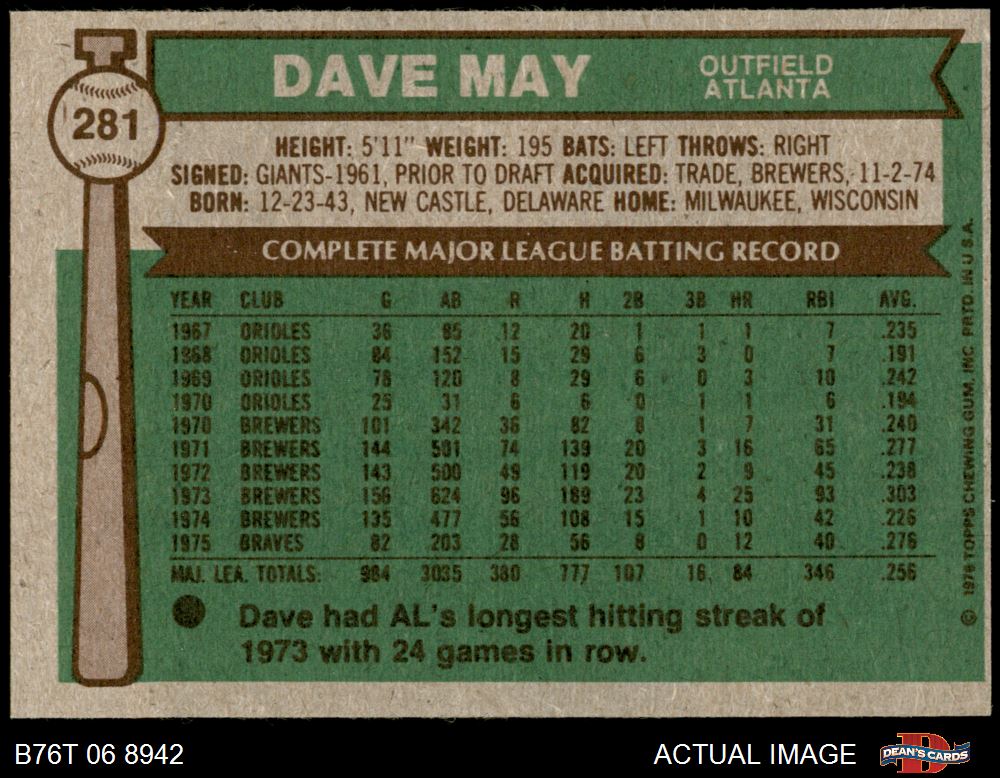 DAVE MAY
OUTFIELD
ATLANTA
281
HEIGHT: 5'11" WEIGHT: 195 BATS: LEFT THROWS: RIGHT
SIGNED: GIANTS-1961, PRIOR TO DRAFT ACQUIRED: TRADE, BREWERS, 11-2-74
BORN: 12-23-43, NEW CASTLE, DELAWARE HOME: MILWAUKEE, WISCONSIN
COMPLETE MAJOR LEAGUE BATTING RECORD
YEAR CLUB G AB R H 2B 3B HR RBI AVG.
1967 ORIOLES 36 85 12 20 1 1 1 7 .235
1968 ORIOLES 84 152 15 29 6 3 0 7 .191
1969 ORIOLES 78 120 8 29 6 0 3 10 .242
1970 ORIOLES 25 31 6 6 0 1 1 6 .194
1970 BREWERS 101 342 36 82 8 1 7 31 .240
1971 BREWERS 144 501 74 139 20 3 16 65 .277
1972 BREWERS 143 500 49 119 20 2 9 45 .238
1973 BREWERS 156 624 96 189 23 4 25 93 .303
1974 BREWERS 135 477 56 108 15 1 10 42 .226
1975 BRAVES 82 203 28 56 8 0 12 40 .276
MAJ. LEA. TOTALS: 984 3035 380 777 107 16 84 346 .256
Dave had AL's longest hitting streak of
1973 with 24 games in row.
© 1976 TOPPS CHEWING GUM, INC. PRTD. IN U.S.A.
B76T 06 8942
ACTUAL IMAGE
D
DEAN'S CARDS